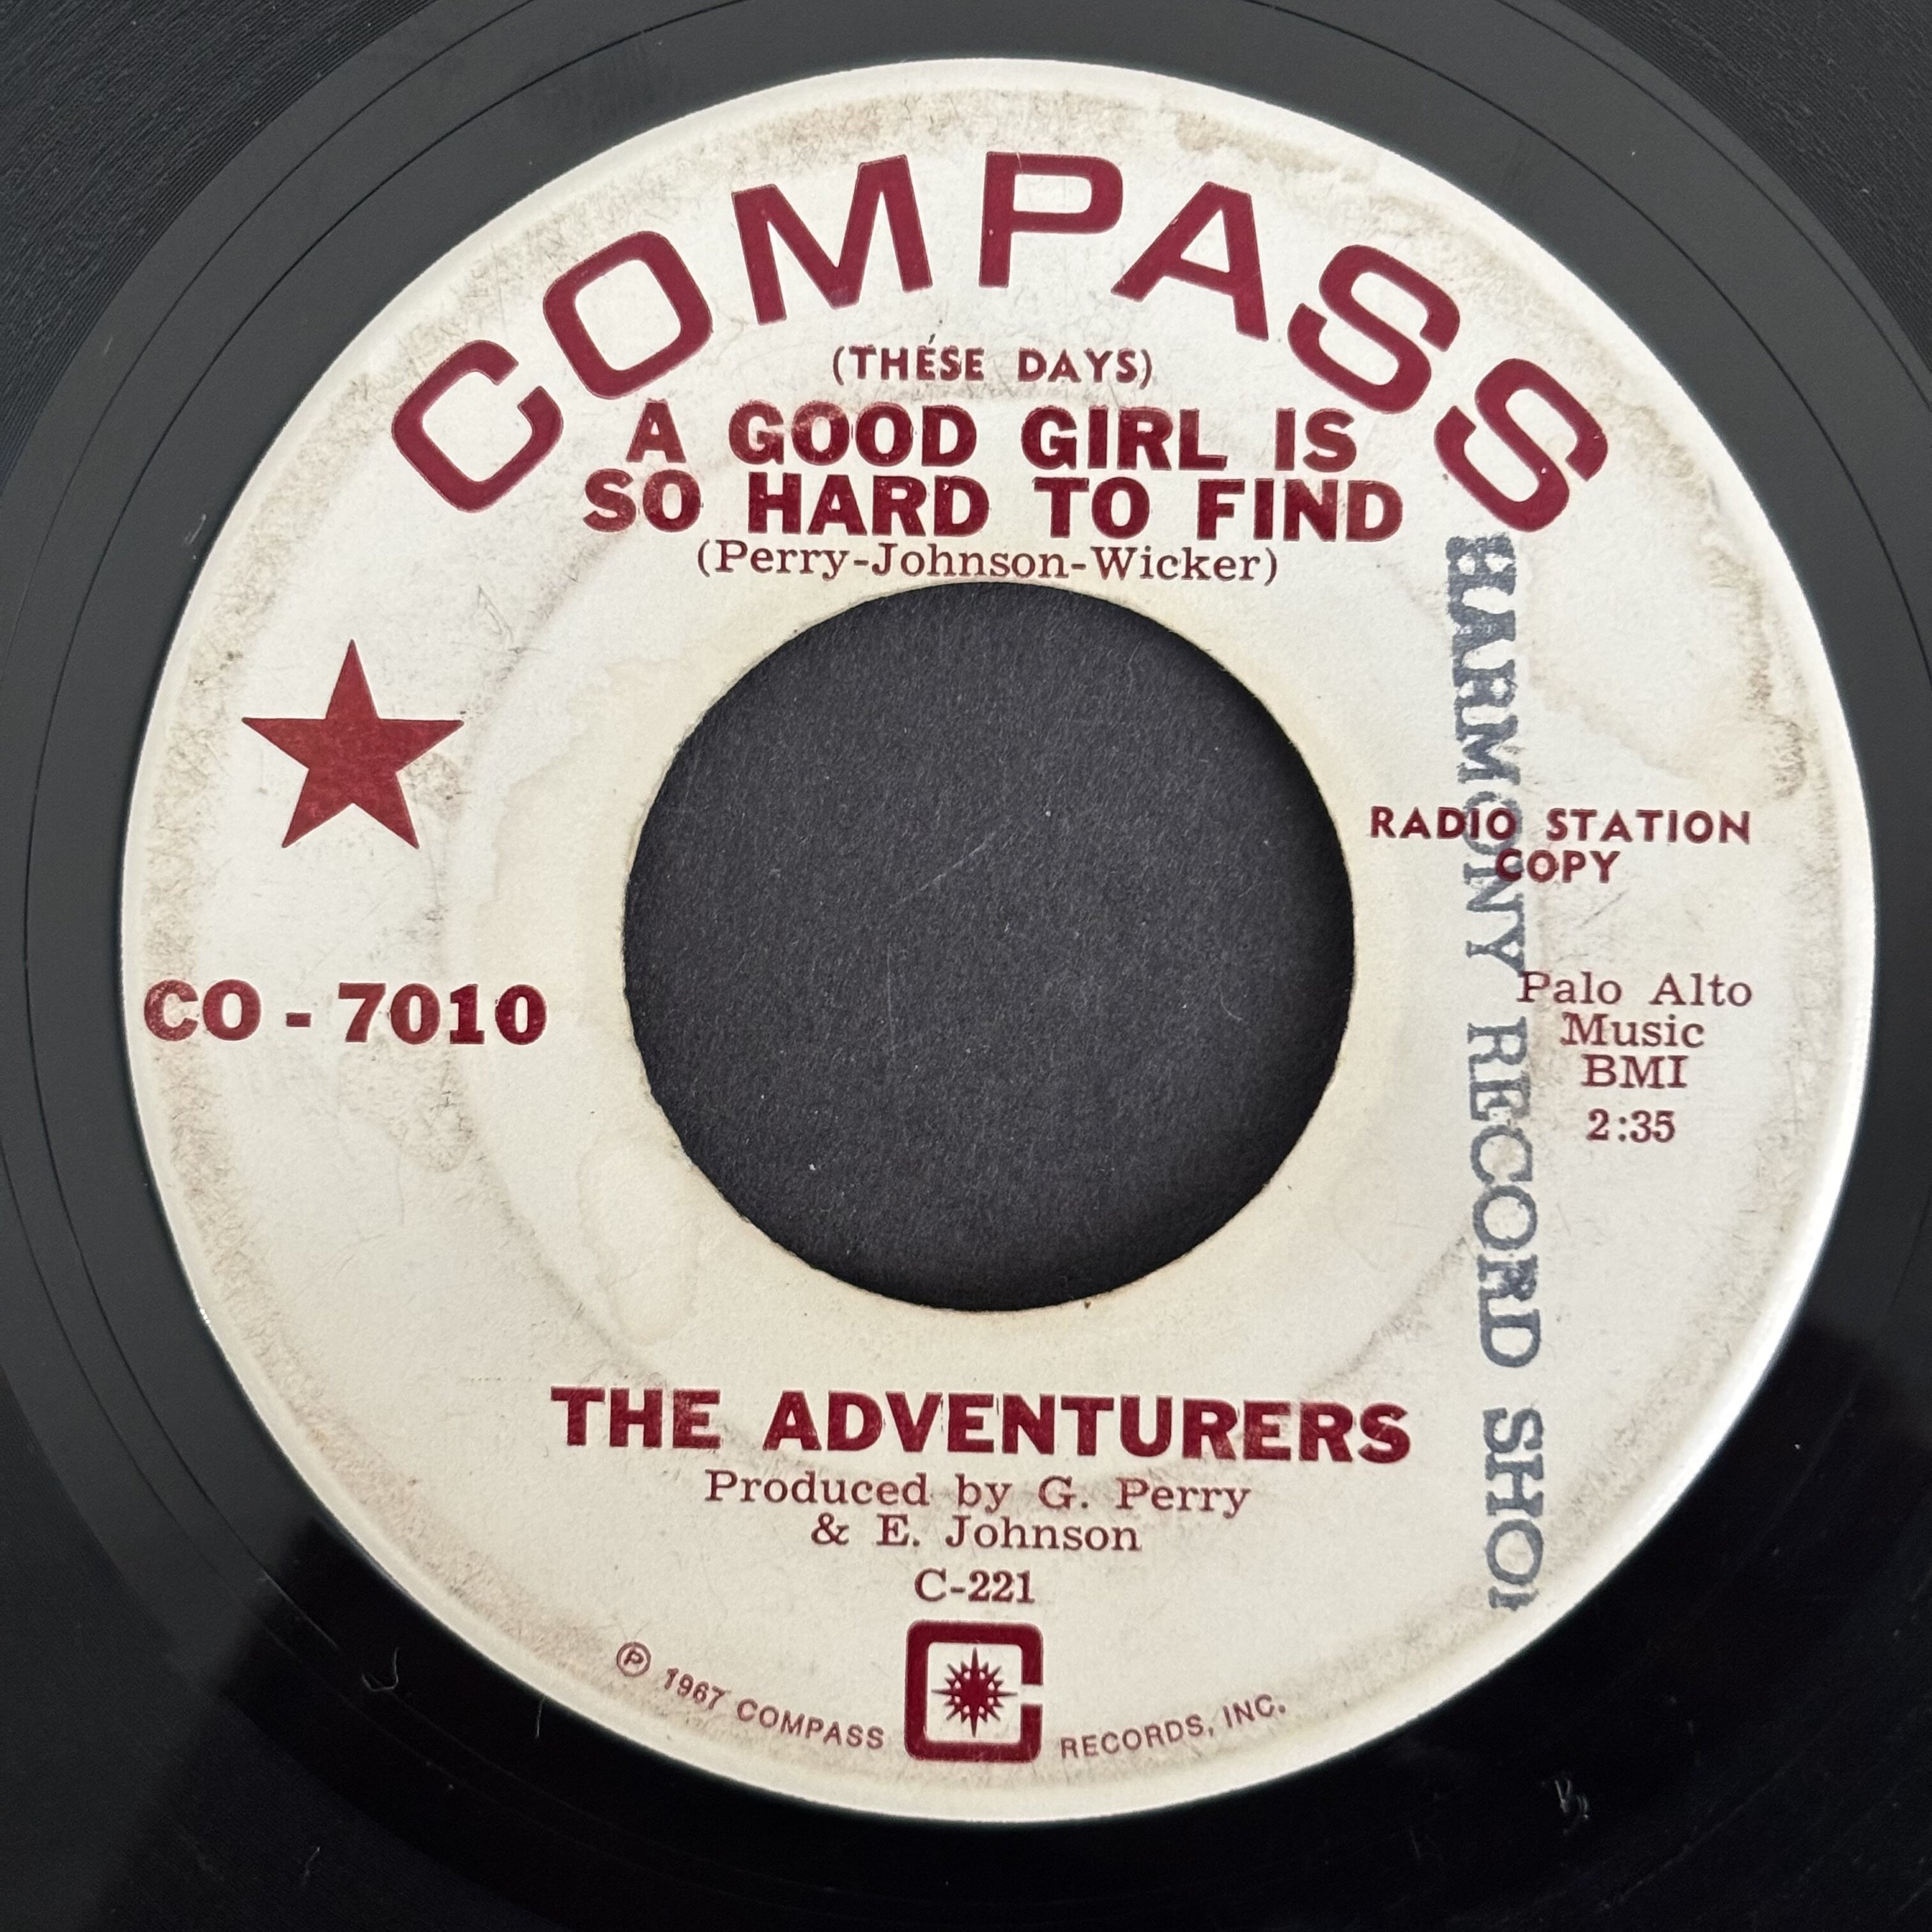 COMPASS
(THESE DAYS)
A GOOD GIRL IS
SO HARD TO FIND
(Perry-Johnson-Wicker)
RADIO STATION
COPY
CO - 7010
Palo Alto
Music
BMI
2:35
HARMONY RECORD SHOP
THE ADVENTURERS
Produced by G. Perry
& E. Johnson
C-221
℗ 1967 COMPASS RECORDS, INC.